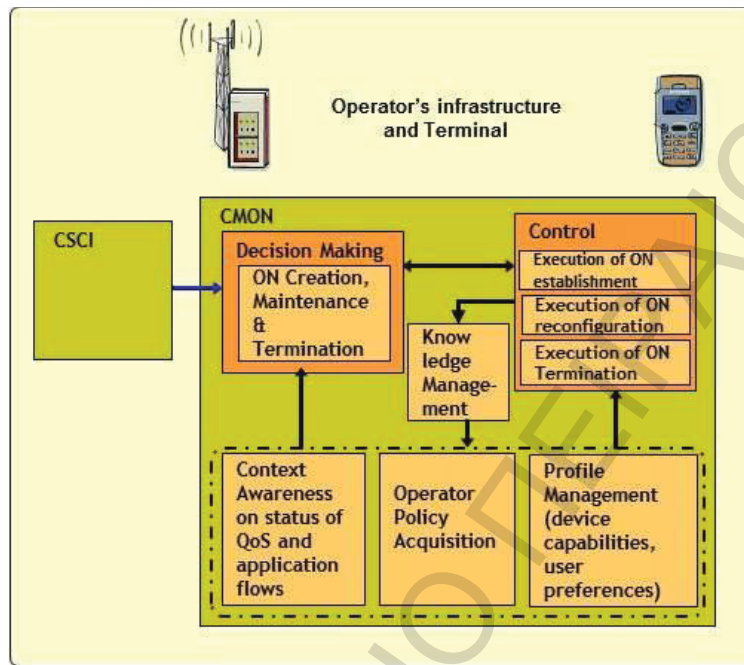 Operator's infrastructure
and Terminal
CSCI
CMON
Decision Making
ON Creation,
Maintenance
&
Termination
Control
Execution of ON
establishment
Execution of ON
reconfiguration
Execution of ON
Termination
Know
ledge
Manage-
ment
Context
Awareness
on status of
QoS and
application
flows
Operator
Policy
Acquisition
Profile
Management
(device
capabilities,
user
preferences)
ΠΕΙΡΑΙΩ